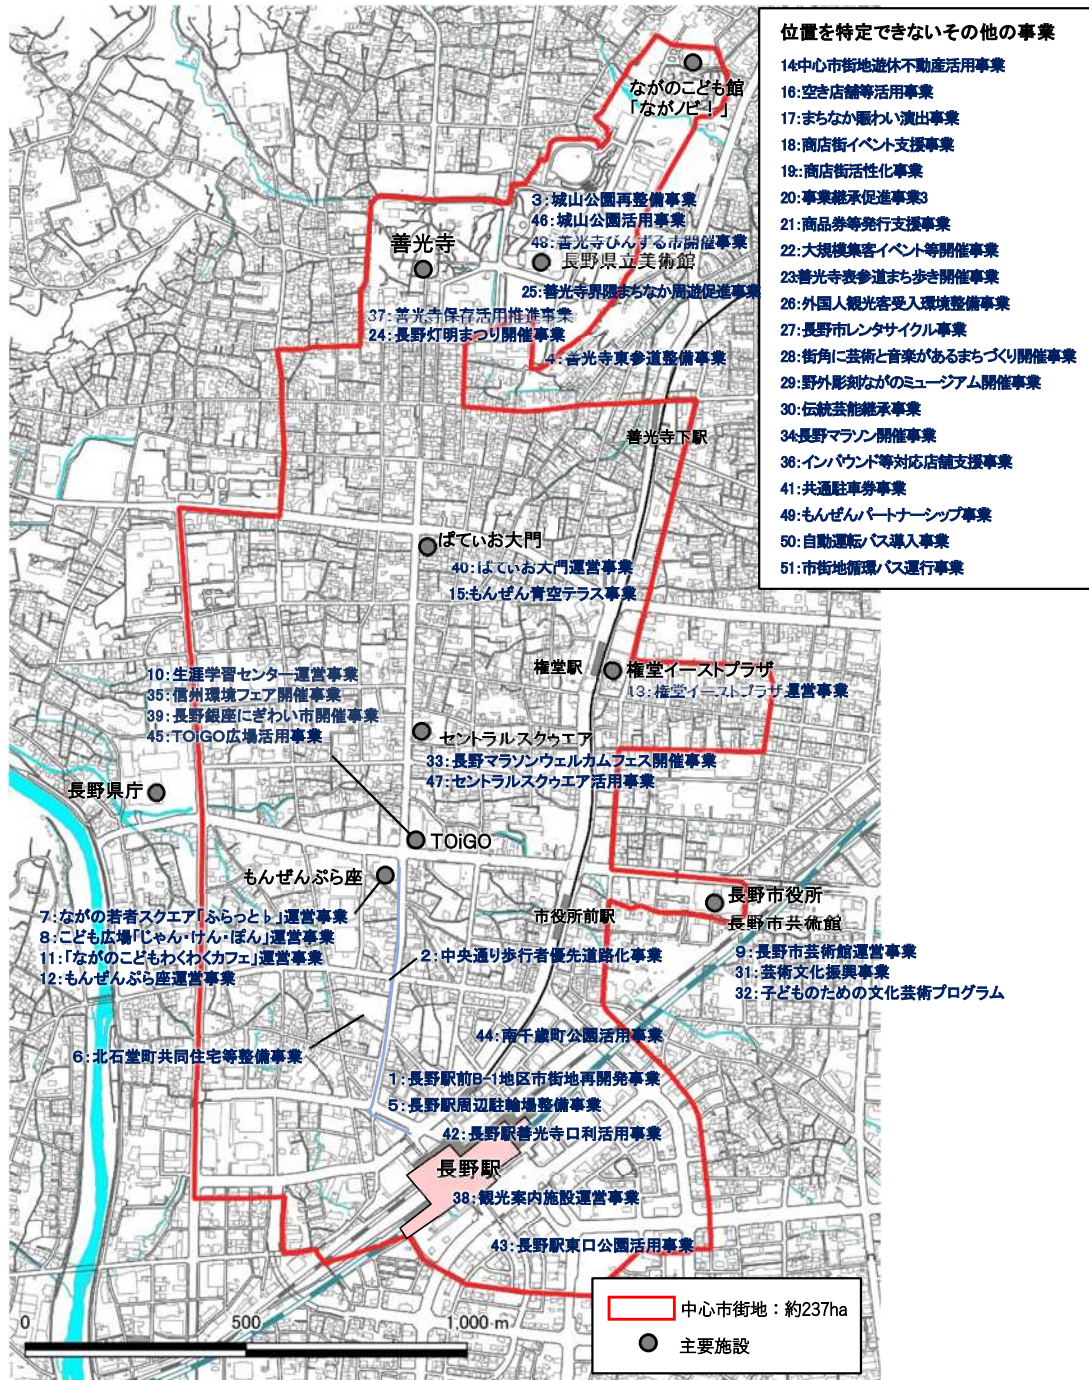 位置を特定できないその他の事業
14:中心市街地遊休不動産活用事業
16:空き店舗等活用事業
17:まちなか賑わい演出事業
18:商店街イベント支援事業
19:商店街活性化事業
20:事業継承促進事業3
21:商品券等発行支援事業
22:大規模集客イベント等開催事業
23:善光寺表参道まち歩き開催事業
26:外国人観光客受入環境整備事業
27:長野市レンタサイクル事業
28:街角に芸術と音楽があるまちづくり開催事業
29:野外彫刻ながのミュージアム開催事業
30:伝統芸能継承事業
34:長野マラソン開催事業
36:インバウンド等対応店舗支援事業
41:共通駐車券事業
49:もんぜんパートナーシップ事業
50:自動運転バス導入事業
51:市街地循環バス運行事業
ながのこども館
「ながノビ！」
3:城山公園再整備事業
46:城山公園活用事業
48:善光寺びんずる市開催事業
善光寺
長野県立美術館
25:善光寺界隈まちなか周遊促進事業
37:善光寺保存活用推進事業
24:長野灯明まつり開催事業
4:善光寺東参道整備事業
善光寺下駅
ぱてぃお大門
40:ぱてぃお大門運営事業
15:もんぜん青空テラス事業
権堂駅
権堂イーストプラザ
13:権堂イーストプラザ運営事業
10:生涯学習センター運営事業
35:信州環境フェア開催事業
39:長野銀座にぎわい市開催事業
45:TOiGO広場活用事業
セントラルスクゥエア
33:長野マラソンウェルカムフェス開催事業
47:セントラルスクゥエア活用事業
長野県庁
TOiGO
もんぜんぷら座
長野市役所
長野市芸術館
市役所前駅
7:ながの若者スクエア「ふらっと♭」運営事業
8:こども広場「じゃん・けん・ぽん」運営事業
11:「ながのこどもわくわくカフェ」運営事業
12:もんぜんぷら座運営事業
2:中央通り歩行者優先道路化事業
9:長野市芸術館運営事業
31:芸術文化振興事業
32:子どものための文化芸術プログラム
44:南千歳町公園活用事業
6:北石堂町共同住宅等整備事業
1:長野駅前B-1地区市街地再開発事業
5:長野駅周辺駐輪場整備事業
42:長野駅善光寺口利活用事業
長野駅
38:観光案内施設運営事業
43:長野駅東口公園活用事業
中心市街地：約237ha
主要施設
0 500 1,000 m